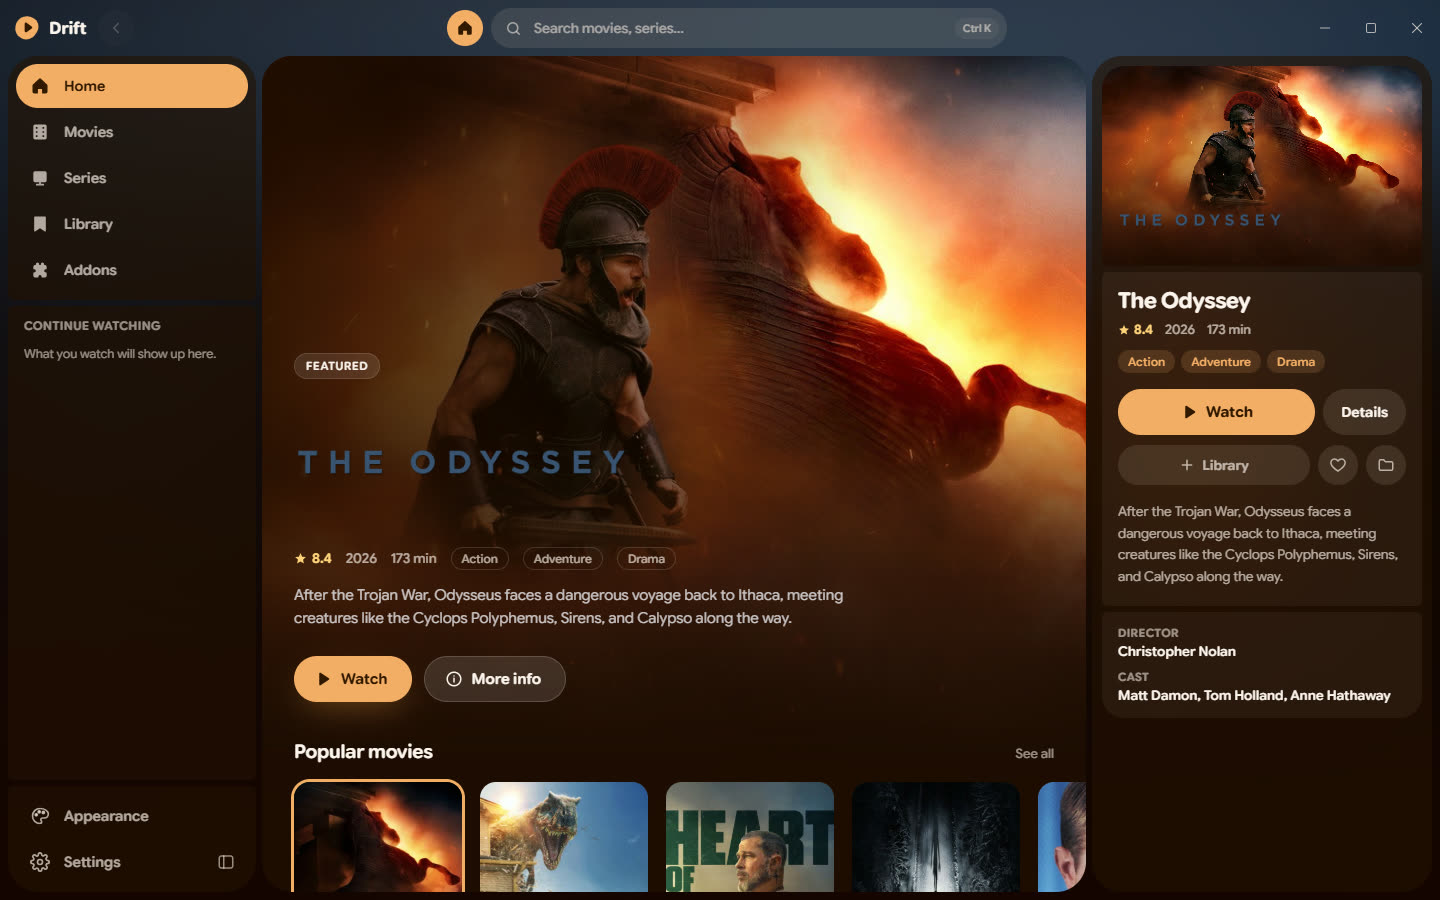 Drift
Search movies, series...
Ctrl K
Home
Movies
Series
Library
Addons
CONTINUE WATCHING
What you watch will show up here.
Appearance
Settings
FEATURED
THE ODYSSEY
8.4 2026 173 min Action Adventure Drama
After the Trojan War, Odysseus faces a dangerous voyage back to Ithaca, meeting
creatures like the Cyclops Polyphemus, Sirens, and Calypso along the way.
Watch
More info
Popular movies
See all
HEART
OF
THE ODYSSEY
The Odyssey
8.4 2026 173 min
Action Adventure Drama
Watch
Details
Library
After the Trojan War, Odysseus faces a
dangerous voyage back to Ithaca, meeting
creatures like the Cyclops Polyphemus, Sirens,
and Calypso along the way.
DIRECTOR
Christopher Nolan
CAST
Matt Damon, Tom Holland, Anne Hathaway